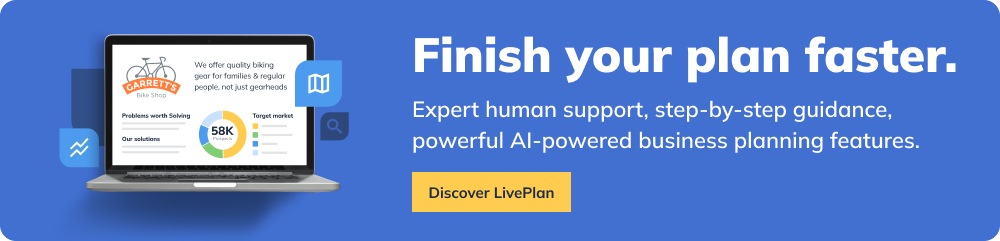 GARRETT'S
Bike Shop
We offer quality biking
gear for families & regular
people, not just gearheads
Problems worth Solving
Our solutions
58K
Prospects
Target market
Finish your plan faster.
Expert human support, step-by-step guidance,
powerful AI-powered business planning features.
Discover LivePlan